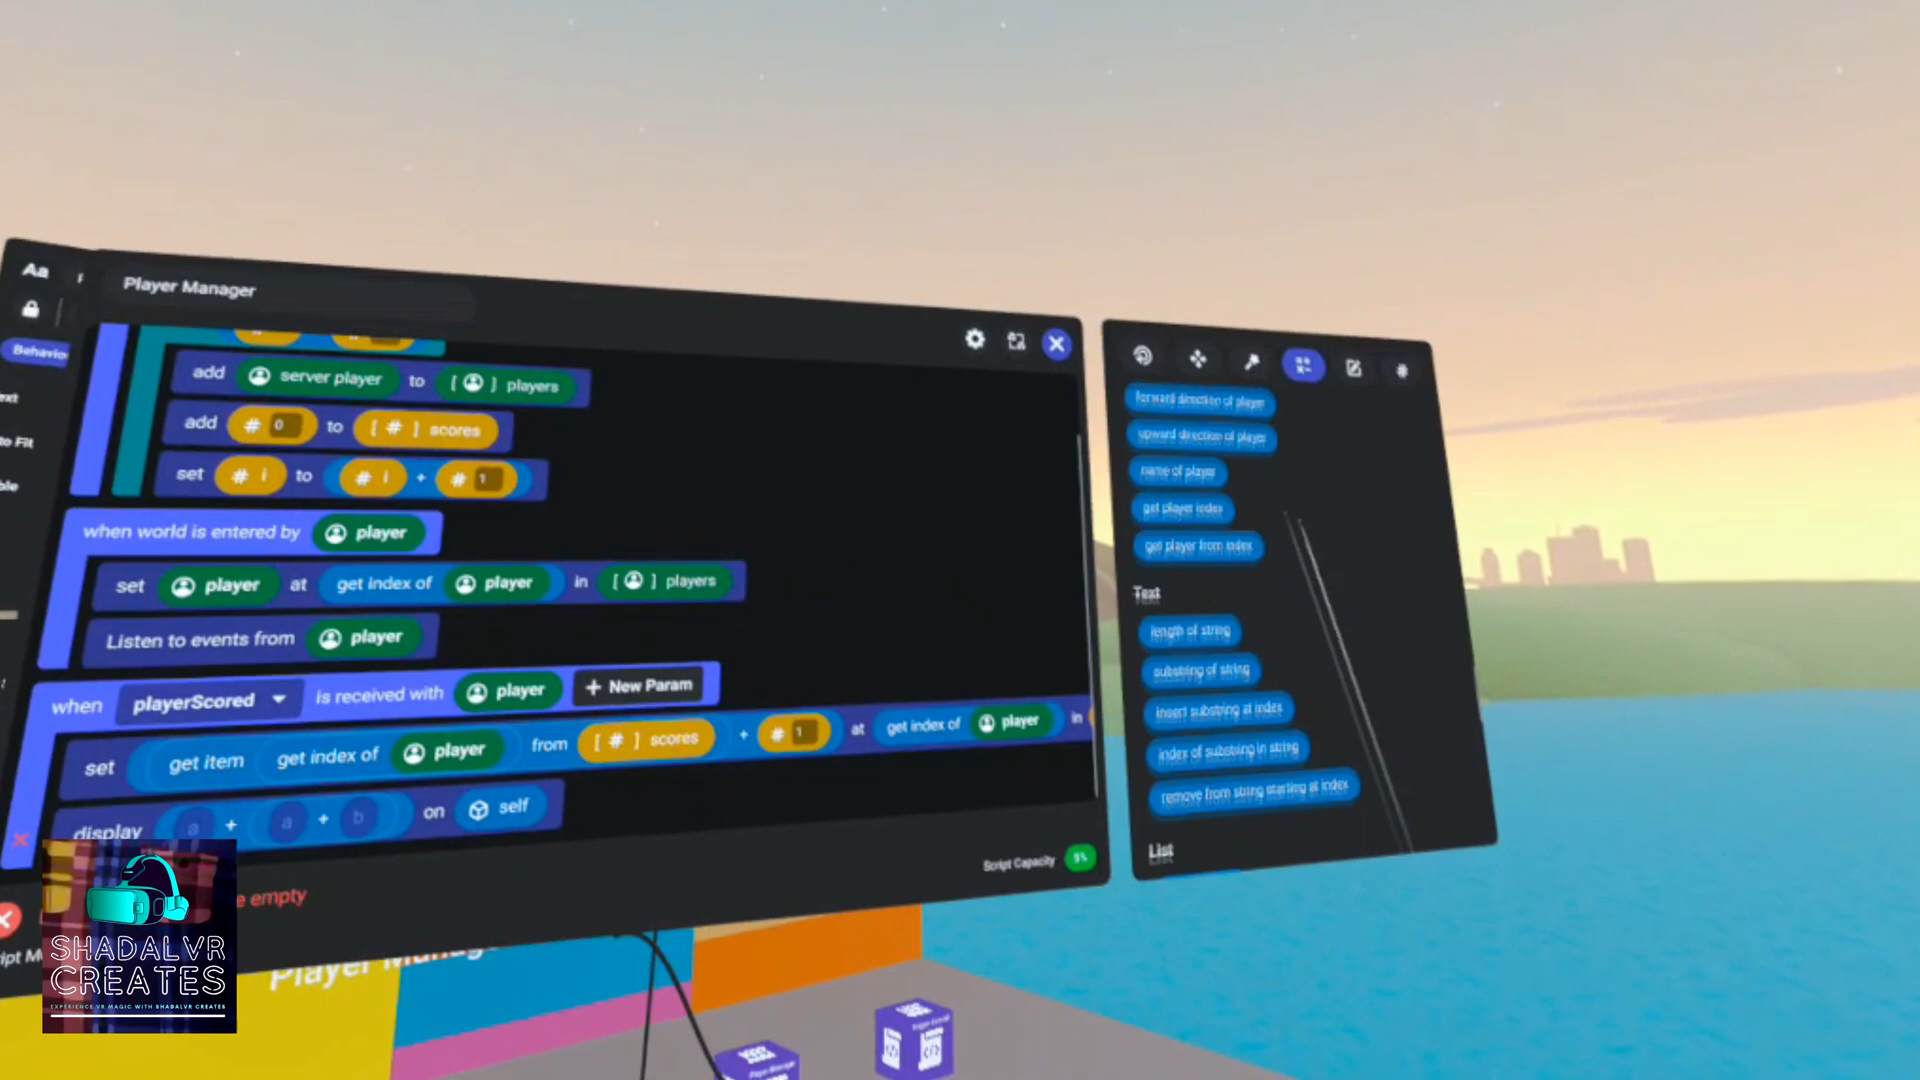 Aa
Player Manager
Behavio
add server player to [ ] players
add # 0 to [ # ] scores
to Fit
set # i to # i + # 1
when world is entered by player
set player at get index of player in [ ] players
Listen to events from player
when playerScored is received with player + New Param
set get item get index of player from [ # ] scores + # 1 at get index of player in
display a + a + b on self
Script Capacity 5%
e empty
forward direction of player
upward direction of player
name of player
get player index
get player from index
Text
length of string
substring of string
insert substring at index
index of substring in string
remove from string starting at index
List
SHADALVR
CREATES
EXPERIENCE VR MAGIC WITH SHADALVR CREATES
Player Manag